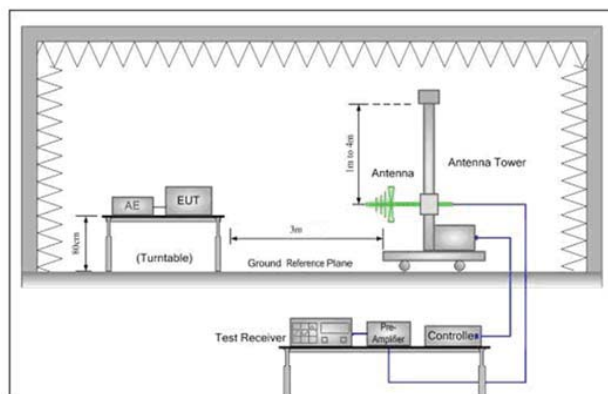 1m to 4m
Antenna
Antenna Tower
AE
EUT
80cm
(Turntable)
3m
Ground Reference Plane
Test Receiver
Pre-
Amplifier
Controller